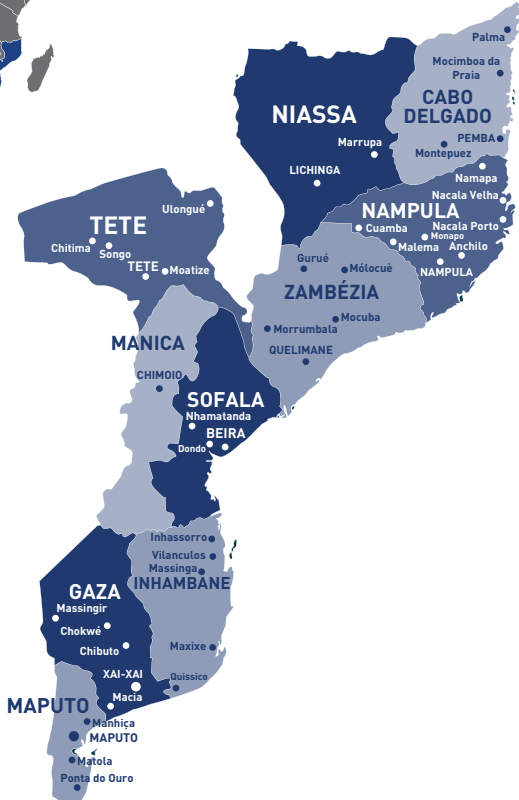 Palma
Mocimboa da
Praia
CABO
DELGADO
PEMBA
Montepuez
NIASSA
Marrupa
LICHINGA
Namapa
Nacala Velha
NAMPULA
Nacala Porto
Cuamba
Monapo
Malema
Anchilo
NAMPULA
Ulongué
TETE
Chitima
Songo
TETE
Moatize
Gurué
Mólocuè
ZAMBÉZIA
Mocuba
Morrumbala
QUELIMANE
MANICA
CHIMOIO
SOFALA
Nhamatanda
BEIRA
Dondo
Inhassorro
Vilanculos
Massinga
INHAMBANE
Maxixe
Quissico
GAZA
Massingir
Chokwé
Chibuto
XAI-XAI
Macia
MAPUTO
Manhiça
MAPUTO
Matola
Ponta do Ouro